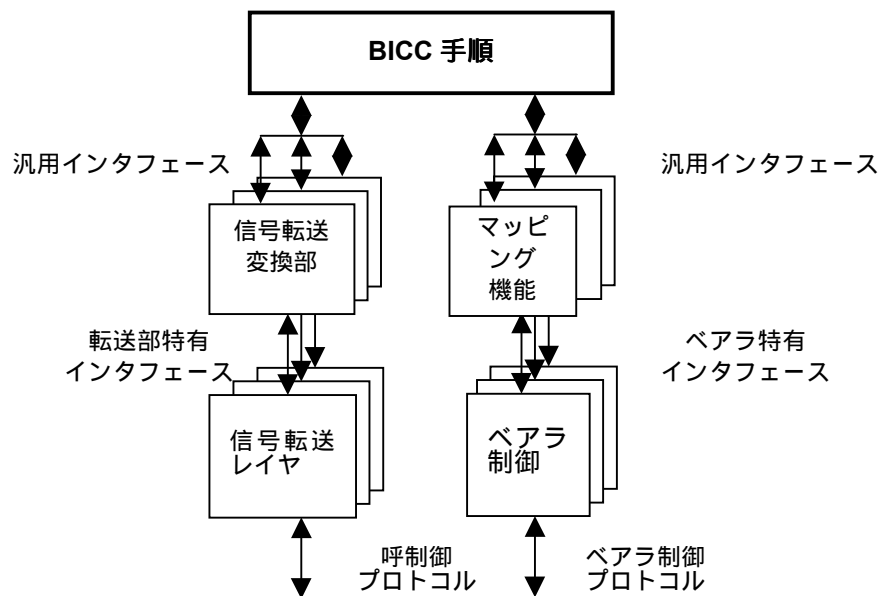 BICC 手順
汎用インタフェース
汎用インタフェース
信号転送
変換部
マッピ
ング
機能
転送部特有
インタフェース
ベアラ特有
インタフェース
信号転送
レイヤ
ベアラ
制御
呼制御
プロトコル
ベアラ制御
プロトコル